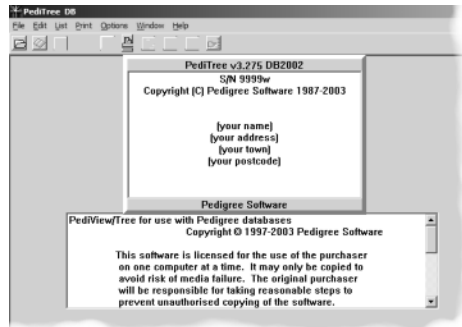 PediTree DB
File Edit List Print Options Window Help
PediTree v3.275 DB2002
S/N 9999w
Copyright (C) Pedigree Software 1987-2003
(your name)
(your address)
(your town)
(your postcode)
Pedigree Software
PediView/Tree for use with Pedigree databases
Copyright © 1997-2003 Pedigree Software
This software is licensed for the use of the purchaser
on one computer at a time. It may only be copied to
avoid risk of media failure. The original purchaser
will be responsible for taking reasonable steps to
prevent unauthorised copying of the software.